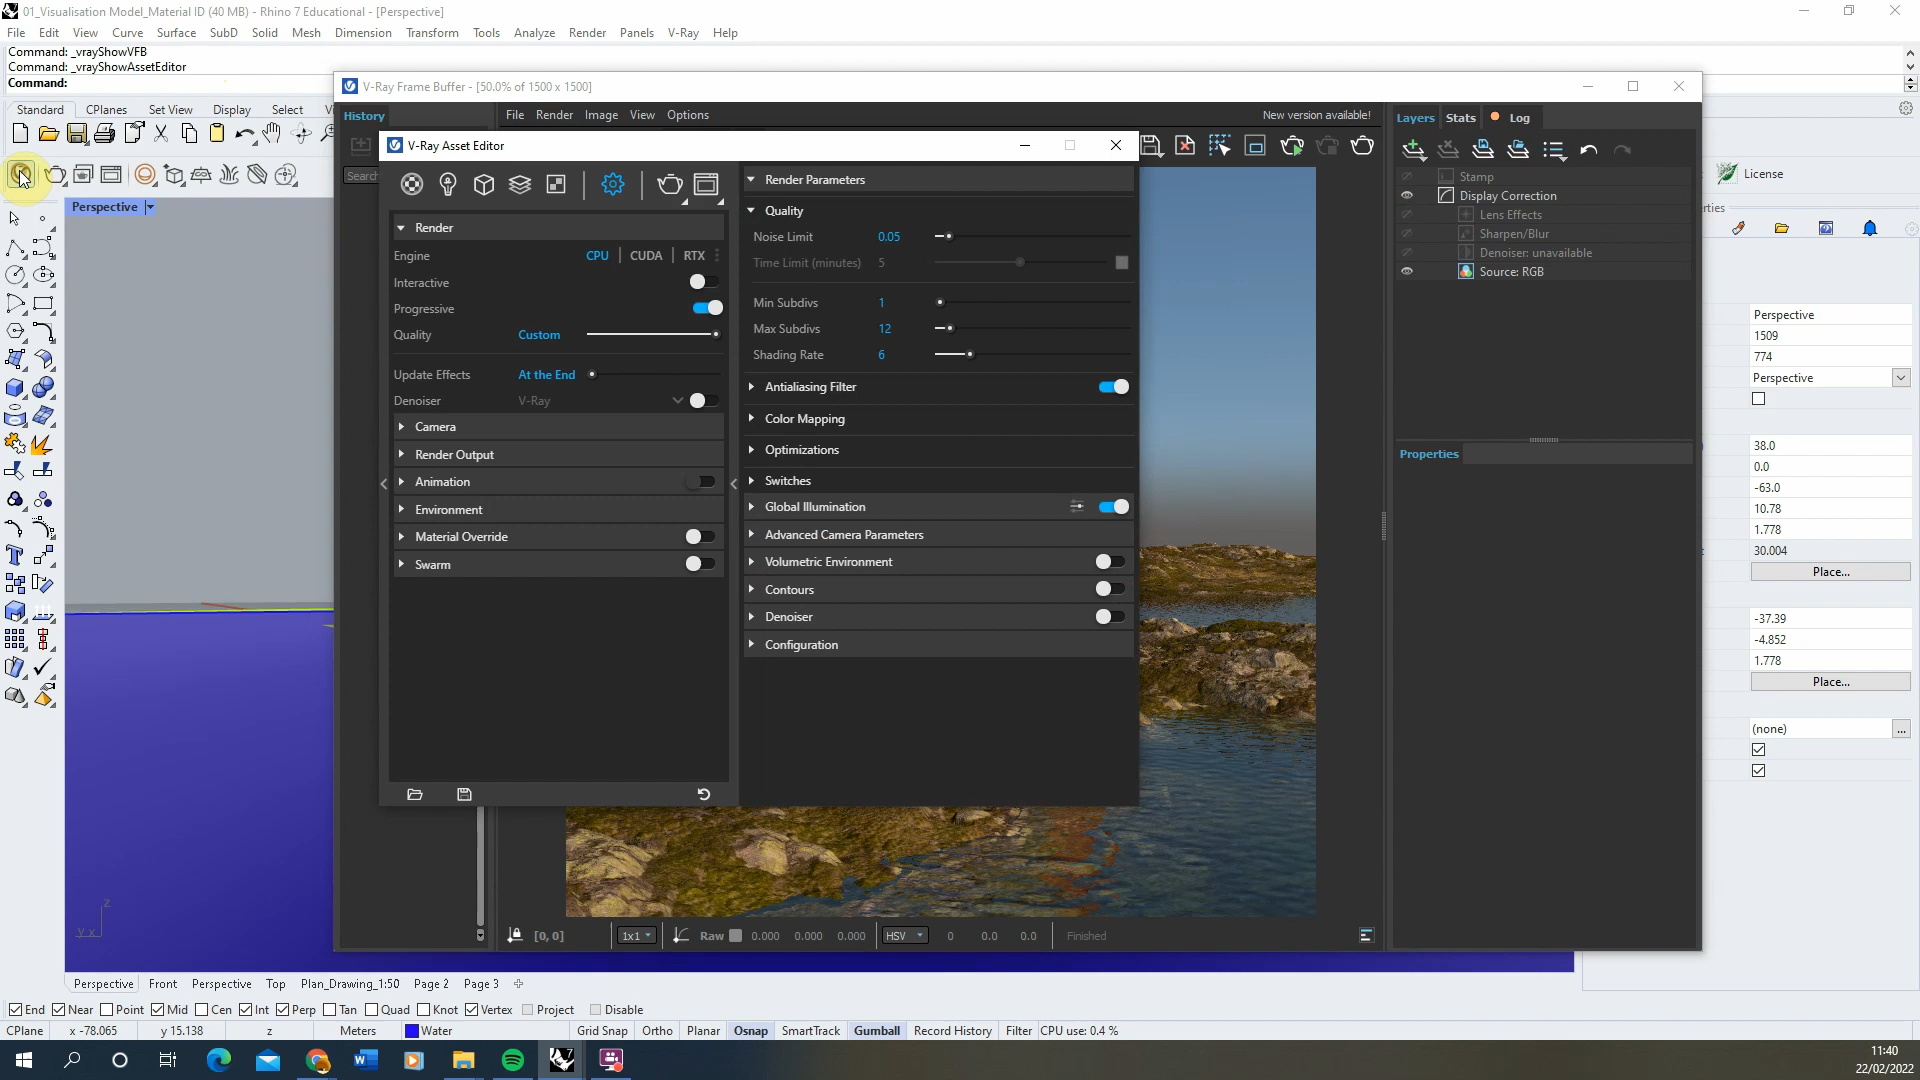 01_Visualisation Model_Material ID (40 MB) - Rhino 7 Educational - [Perspective]
File Edit View Curve Surface SubD Solid Mesh Dimension Transform Tools Analyze Render Panels V-Ray Help
Command: _vrayShowVFB
Command: _vrayShowAssetEditor
Command:
Standard CPlanes Set View Display Select
V-Ray Frame Buffer - [50.0% of 1500 x 1500]
History
File Render Image View Options
New version available!
Layers Stats Log
V-Ray Asset Editor
License
Perspective
Render
Engine CPU CUDA RTX
Interactive
Progressive
Quality Custom
Update Effects At the End
Denoiser V-Ray
Camera
Render Output
Animation
Environment
Material Override
Swarm
Render Parameters
Quality
Noise Limit 0.05
Time Limit (minutes) 5
Min Subdivs 1
Max Subdivs 12
Shading Rate 6
Antialiasing Filter
Color Mapping
Optimizations
Switches
Global Illumination
Advanced Camera Parameters
Volumetric Environment
Contours
Denoiser
Configuration
Stamp
Display Correction
Lens Effects
Sharpen/Blur
Denoiser: unavailable
Source: RGB
Properties
Perspective
1509
774
Perspective
38.0
0.0
-63.0
10.78
1.778
30.004
Place...
-37.39
-4.852
1.778
Place...
(none)
...
z
y x
[0, 0] 1x1 Raw 0.000 0.000 0.000 HSV 0 0.0 0.0 Finished
Perspective Front Perspective Top Plan_Drawing_1:50 Page 2 Page 3
End Near Point Mid Cen Int Perp Tan Quad Knot Vertex Project Disable
CPlane x -78.065 y 15.138 z Meters Water Grid Snap Ortho Planar Osnap SmartTrack Gumball Record History Filter CPU use: 0.4 %
11:40
22/02/2022